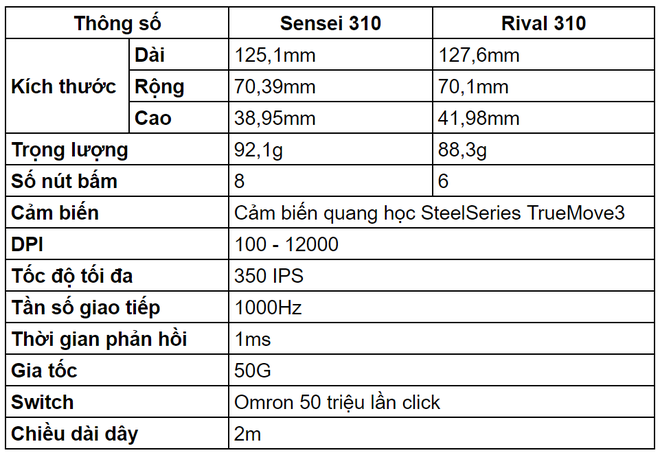 Thông số Sensei 310 Rival 310
Kích thước Dài 125,1mm 127,6mm
Rộng 70,39mm 70,1mm
Cao 38,95mm 41,98mm
Trọng lượng 92,1g 88,3g
Số nút bấm 8 6
Cảm biến Cảm biến quang học SteelSeries TrueMove3
DPI 100 - 12000
Tốc độ tối đa 350 IPS
Tần số giao tiếp 1000Hz
Thời gian phản hồi 1ms
Gia tốc 50G
Switch Omron 50 triệu lần click
Chiều dài dây 2m